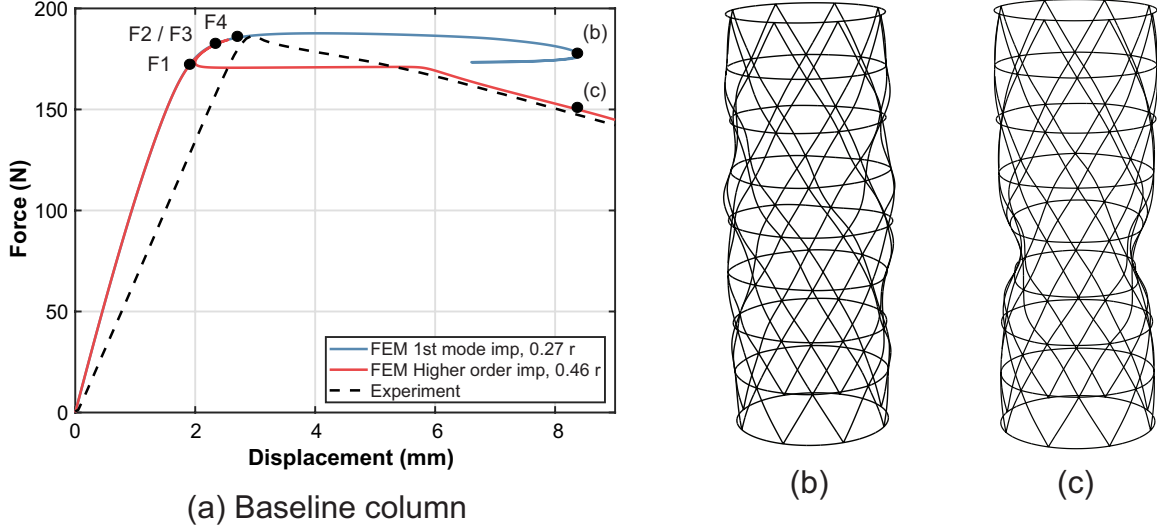 200
150
100
50
0
Force (N)
F4
F2 / F3
F1
(b)
(c)
FEM 1st mode imp, 0.27 r
FEM Higher order imp, 0.46 r
Experiment
0 2 4 6 8
Displacement (mm)
(a) Baseline column
(b)
(c)